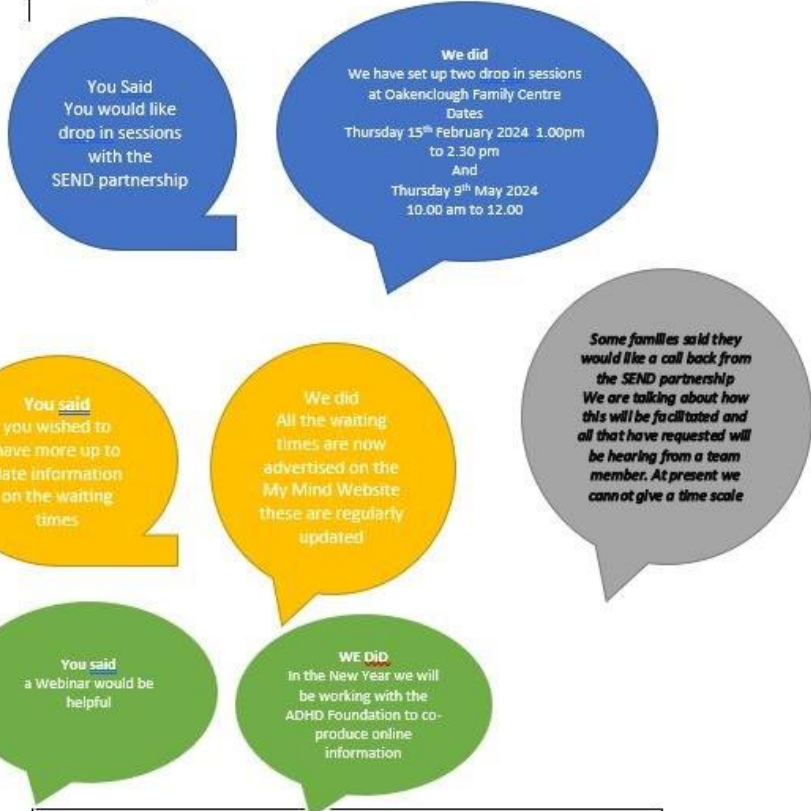 You Said
You would like
drop in sessions
with the
SEND partnership
We did
We have set up two drop in sessions
at Oakenclough Family Centre
Dates
Thursday 15th February 2024 1.00pm
to 2.30 pm
And
Thursday 9th May 2024
10.00 am to 12.00
Some families said they
would like a call back from
the SEND partnership
We are talking about how
this will be facilitated and
all that have requested will
be hearing from a team
member. At present we
cannot give a time scale
You said
you wished to
have more up to
date information
on the waiting
times
We did
All the waiting
times are now
advertised on the
My Mind Website
these are regularly
updated
You said
a Webinar would be
helpful
WE DiD
In the New Year we will
be working with the
ADHD Foundation to co-
produce online
information